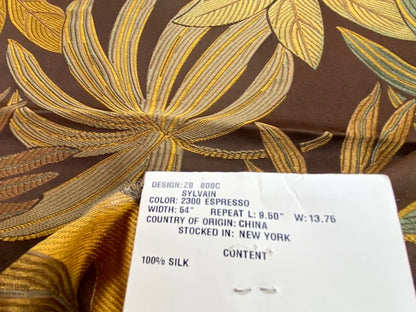 DESIGN: ZB 808C
SYLVAIN
COLOR: 2300 ESPRESSO
WIDTH: 54" REPEAT L: 9.50" W: 13.75
COUNTRY OF ORIGIN: CHINA
STOCKED IN: NEW YORK
CONTENT
100% SILK